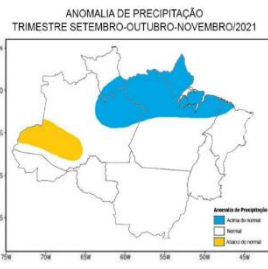 ANOMALIA DE PRECIPITAÇÃO
TRIMESTRE SETEMBRO-OUTUBRO-NOVEMBRO/2021
Anomalia de Precipitação
Acima do normal
Normal
Abaixo do normal
75W 70W 65W 60W 55W 50W 45W